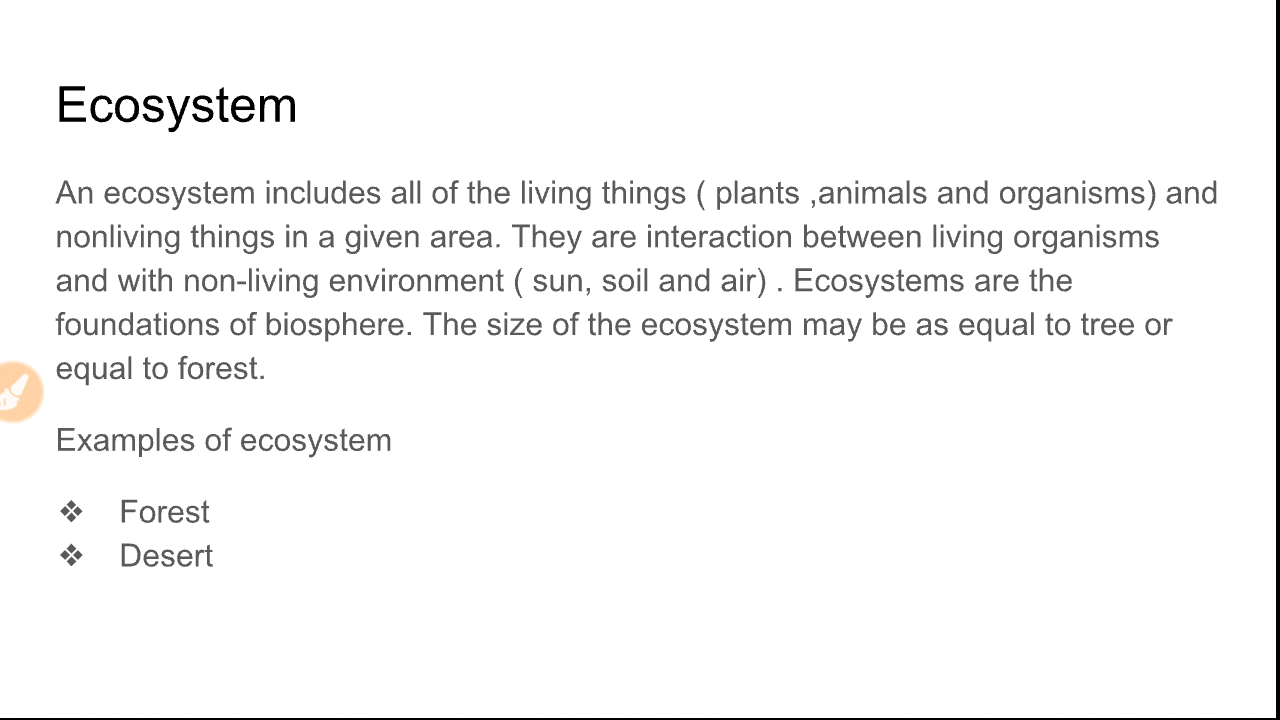 Ecosystem
An ecosystem includes all of the living things ( plants ,animals and organisms) and
nonliving things in a given area. They are interaction between living organisms
and with non-living environment ( sun, soil and air) . Ecosystems are the
foundations of biosphere. The size of the ecosystem may be as equal to tree or
equal to forest.
Examples of ecosystem
❖ Forest
❖ Desert